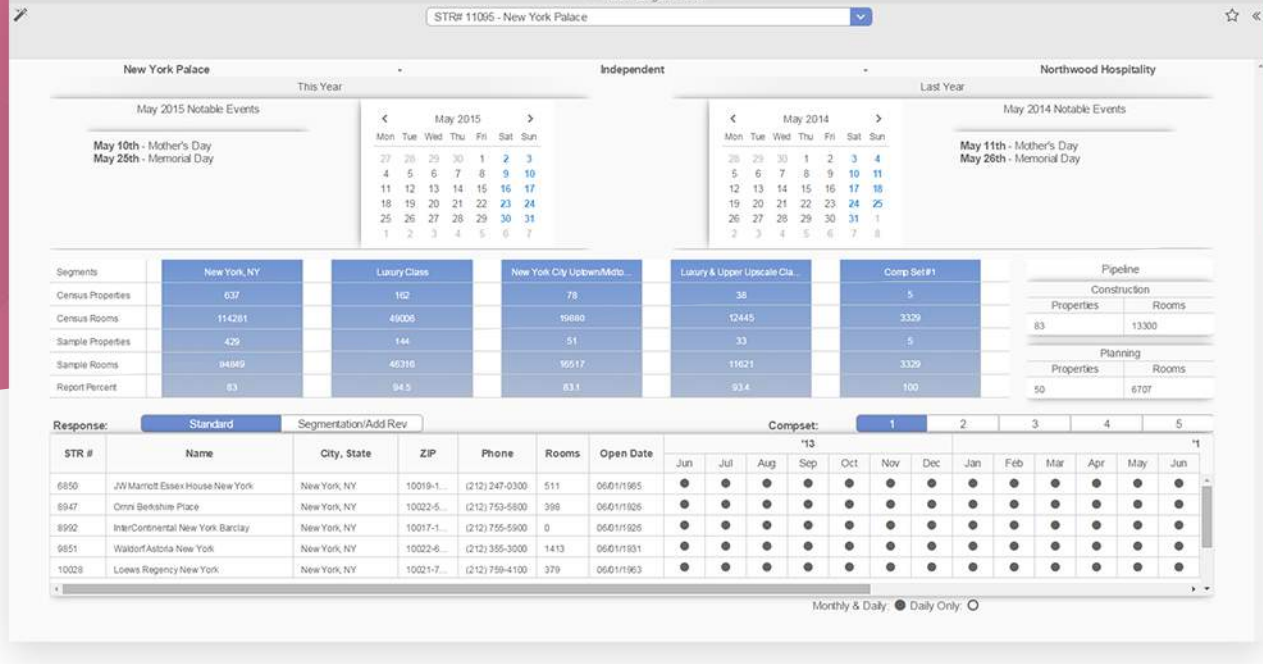 STR# 11095 - New York Palace
New York Palace - Independent - Northwood Hospitality
This Year Last Year
May 2015 Notable Events
May 10th - Mother's Day
May 25th - Memorial Day
< May 2015 >
Mon Tue Wed Thu Fri Sat Sun
27 28 29 30 1 2 3
4 5 6 7 8 9 10
11 12 13 14 15 16 17
18 19 20 21 22 23 24
25 26 27 28 29 30 31
1 2 3 4 5 6 7
< May 2014 >
Mon Tue Wed Thu Fri Sat Sun
28 29 30 1 2 3 4
5 6 7 8 9 10 11
12 13 14 15 16 17 18
19 20 21 22 23 24 25
26 27 28 29 30 31 1
2 3 4 5 6 7 8
May 2014 Notable Events
May 11th - Mother's Day
May 26th - Memorial Day
Segments New York, NY Luxury Class New York City Uptown/Midto... Luxury & Upper Upscale Cla... Comp Set #1
Census Properties 637 162 78 38 5
Census Rooms 114281 49006 19880 12445 3329
Sample Properties 429 144 51 33 5
Sample Rooms 94849 46316 16517 11621 3329
Report Percent 83 94.5 83.1 93.4 100
Pipeline
Construction
Properties Rooms
83 13300
Planning
Properties Rooms
50 6707
Response: Standard Segmentation/Add Rev Compset: 1 2 3 4 5
STR # Name City, State ZIP Phone Rooms Open Date '13 '1
Jun Jul Aug Sep Oct Nov Dec Jan Feb Mar Apr May Jun
6850 JW Marriott Essex House New York New York, NY 10019-1... (212) 247-0300 511 06/01/1985
8947 Omni Berkshire Place New York, NY 10022-5... (212) 753-5800 398 06/01/1926
8992 InterContinental New York Barclay New York, NY 10017-1... (212) 755-5900 0 06/01/1926
9851 Waldorf Astoria New York New York, NY 10022-6... (212) 355-3000 1413 06/01/1931
10028 Loews Regency New York New York, NY 10021-7... (212) 759-4100 379 06/01/1963
Monthly & Daily: Daily Only: